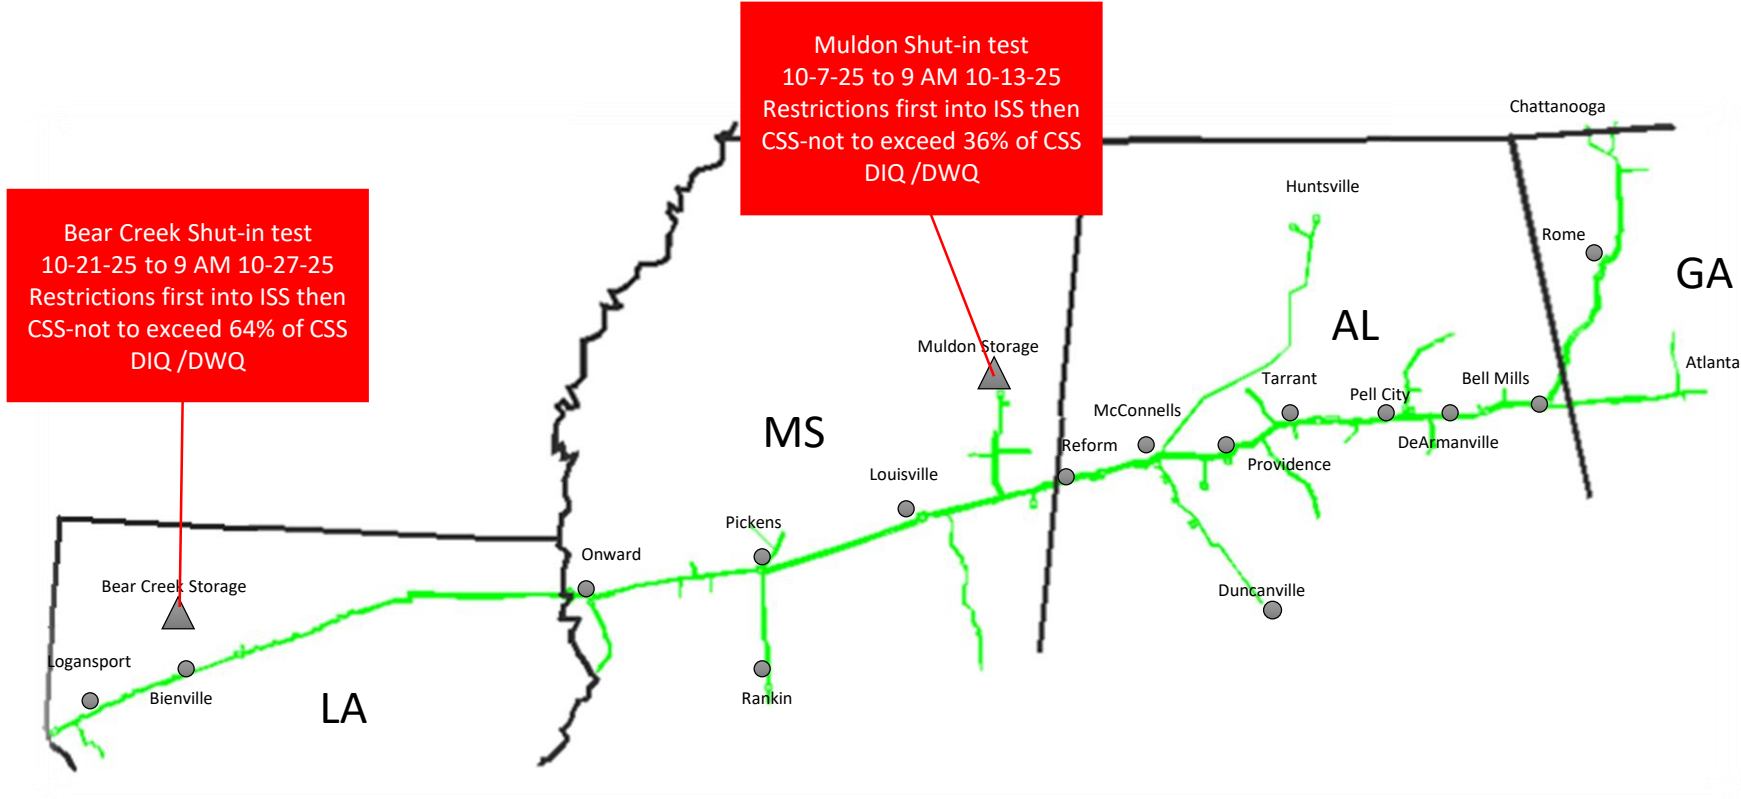 Muldon Shut-in test
10-7-25 to 9 AM 10-13-25
Restrictions first into ISS then
CSS-not to exceed 36% of CSS
DIQ /DWQ
Chattanooga
Huntsville
Bear Creek Shut-in test
10-21-25 to 9 AM 10-27-25
Restrictions first into ISS then
CSS-not to exceed 64% of CSS
DIQ /DWQ
Rome
GA
AL
Muldon Storage
Atlanta
Tarrant
Bell Mills
Pell City
McConnells
MS
DeArmanville
Reform
Providence
Louisville
Pickens
Onward
Bear Creek Storage
Duncanville
Logansport
Bienville
Rankin
LA